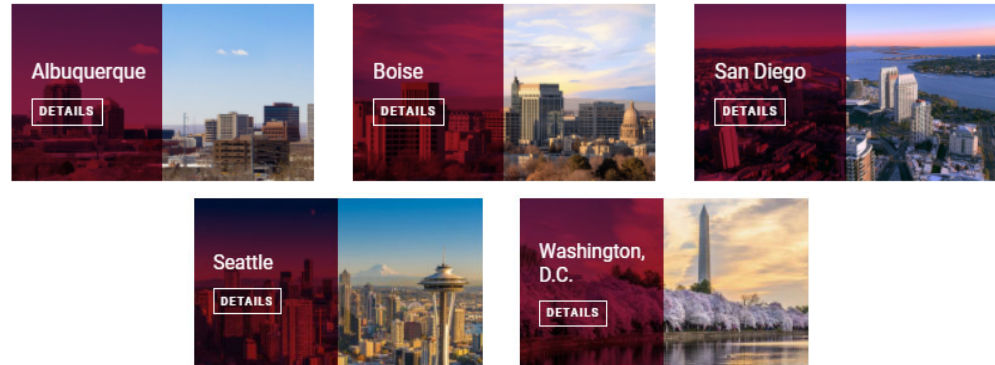 Albuquerque
DETAILS
Boise
DETAILS
San Diego
DETAILS
Seattle
DETAILS
Washington,
D.C.
DETAILS